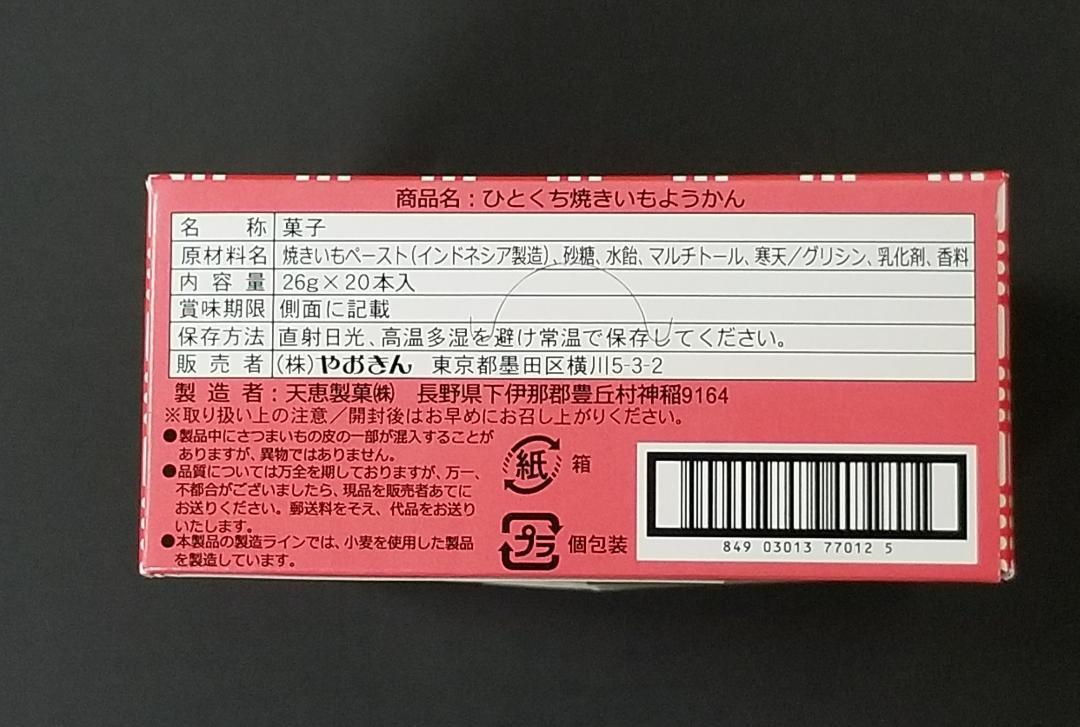 商品名：ひとくち焼きいもようかん
名称 菓子
原材料名 焼きいもペースト(インドネシア製造)、砂糖、水飴、マルチトール、寒天／グリシン、乳化剤、香料
内容量 26g×20本入
賞味期限 側面に記載
保存方法 直射日光、高温多湿を避け常温で保存してください。
販売者 (株)やおきん 東京都墨田区横川5-3-2
製造者：天恵製菓㈱ 長野県下伊那郡豊丘村神稲9164
※取り扱い上の注意／開封後はお早めにお召し上がりください。
●製品中にさつまいもの皮の一部が混入することが
ありますが、異物ではありません。
●品質については万全を期しておりますが、万一、
不都合がございましたら、現品を販売者あてに
お送りください。郵送料をそえ、代品をお送り
いたします。
●本製品の製造ラインでは、小麦を使用した製品
を製造しています。
紙 箱
プラ 個包装
849 03013 77012 5